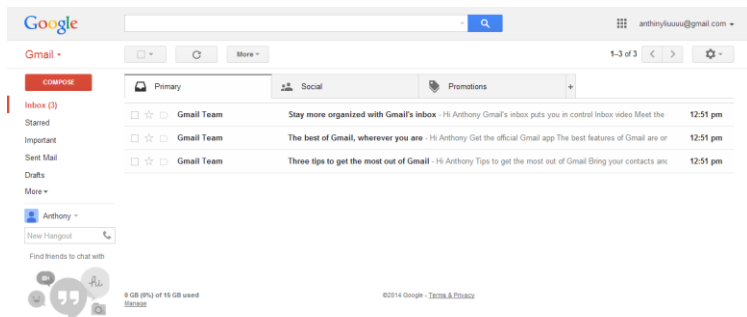 Google
anthinyliuuuu@gmail.com
Gmail
More
1–3 of 3
COMPOSE
Primary
Social
Promotions
+
Inbox (3)
Starred
Important
Sent Mail
Drafts
More
Gmail Team Stay more organized with Gmail's inbox - Hi Anthony Gmail's inbox puts you in control Inbox video Meet the 12:51 pm
Gmail Team The best of Gmail, wherever you are - Hi Anthony Get the official Gmail app The best features of Gmail are or 12:51 pm
Gmail Team Three tips to get the most out of Gmail - Hi Anthony Tips to get the most out of Gmail Bring your contacts and 12:51 pm
Anthony
New Hangout
Find friends to chat with
hi
0 GB (0%) of 15 GB used
Manage
©2014 Google - Terms & Privacy